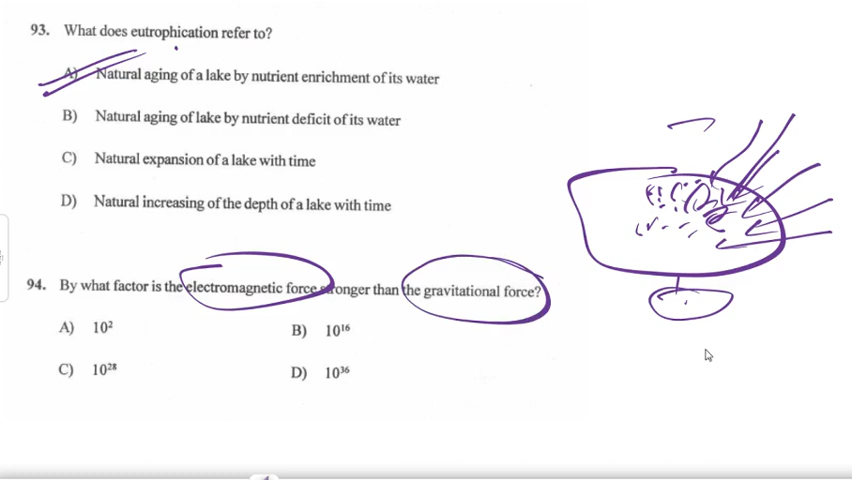 93. What does eutrophication refer to?
A) Natural aging of a lake by nutrient enrichment of its water
B) Natural aging of lake by nutrient deficit of its water
C) Natural expansion of a lake with time
D) Natural increasing of the depth of a lake with time
94. By what factor is the electromagnetic force stronger than the gravitational force?
A) 10² B) 10¹⁶
C) 10²⁸ D) 10³⁶